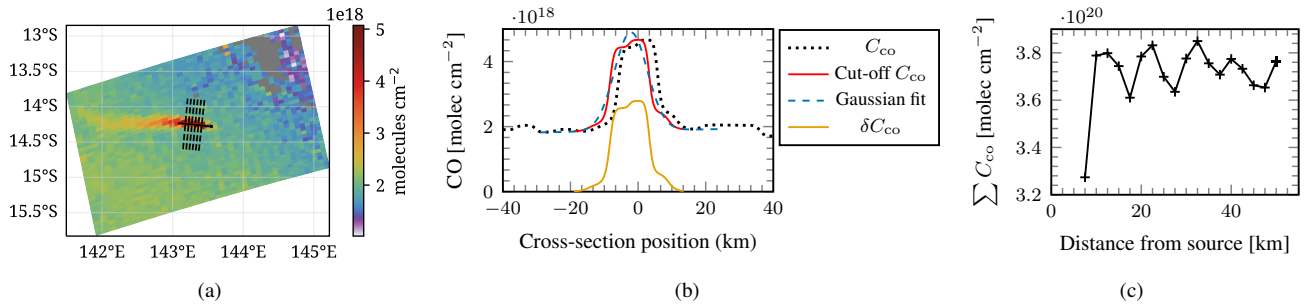 1e18
13°S
13.5°S
14°S
14.5°S
15°S
15.5°S
142°E 143°E 144°E 145°E
5
4
3
2
molecules cm⁻²
(a)
·10¹⁸
4
2
0
CO [molec cm⁻²]
−40 −20 0 20 40
Cross-section position (km)
C_co
Cut-off C_co
Gaussian fit
δC_co
(b)
·10²⁰
3.8
3.6
3.4
3.2
∑ C_co [molec cm⁻²]
0 20 40
Distance from source [km]
(c)